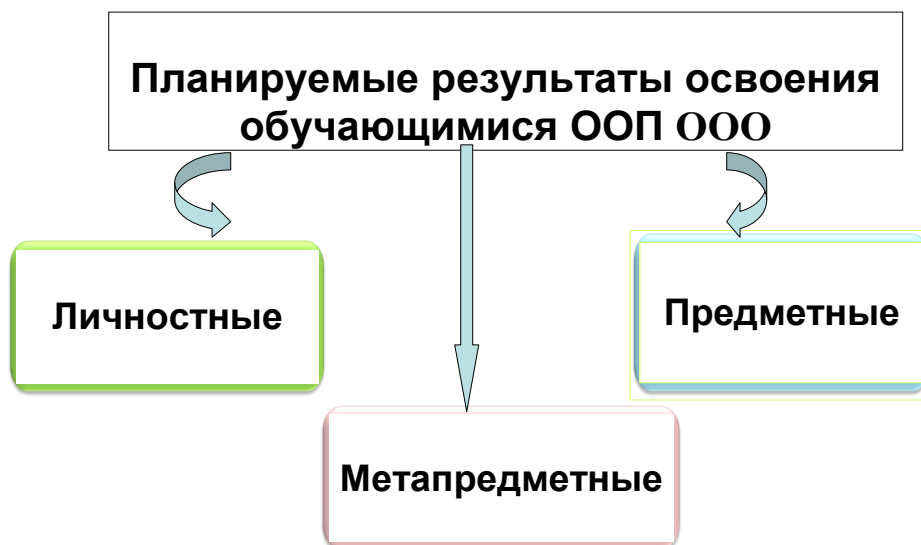 Планируемые результаты освоения
обучающимися ООП ООО
Личностные
Предметные
Метапредметные